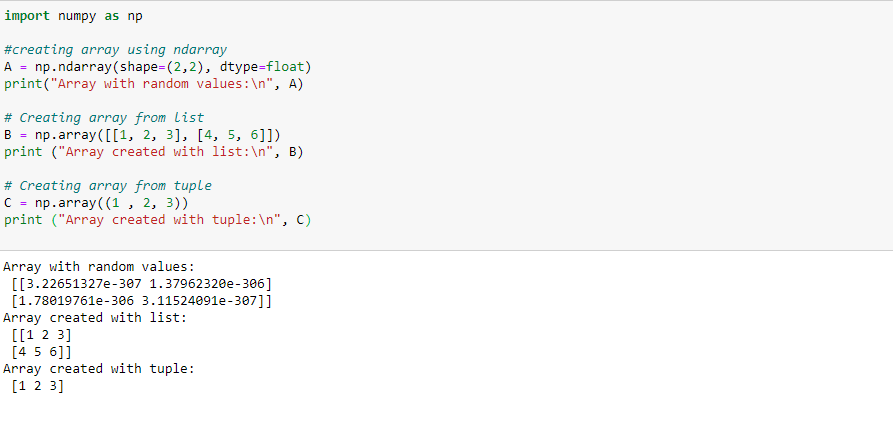 import numpy as np
#creating array using ndarray
A = np.ndarray(shape=(2,2), dtype=float)
print("Array with random values:\n", A)
# Creating array from list
B = np.array([[1, 2, 3], [4, 5, 6]])
print ("Array created with list:\n", B)
# Creating array from tuple
C = np.array((1 , 2, 3))
print ("Array created with tuple:\n", C)
Array with random values:
[[3.22651327e-307 1.37962320e-306]
[1.78019761e-306 3.11524091e-307]]
Array created with list:
[[1 2 3]
[4 5 6]]
Array created with tuple:
[1 2 3]